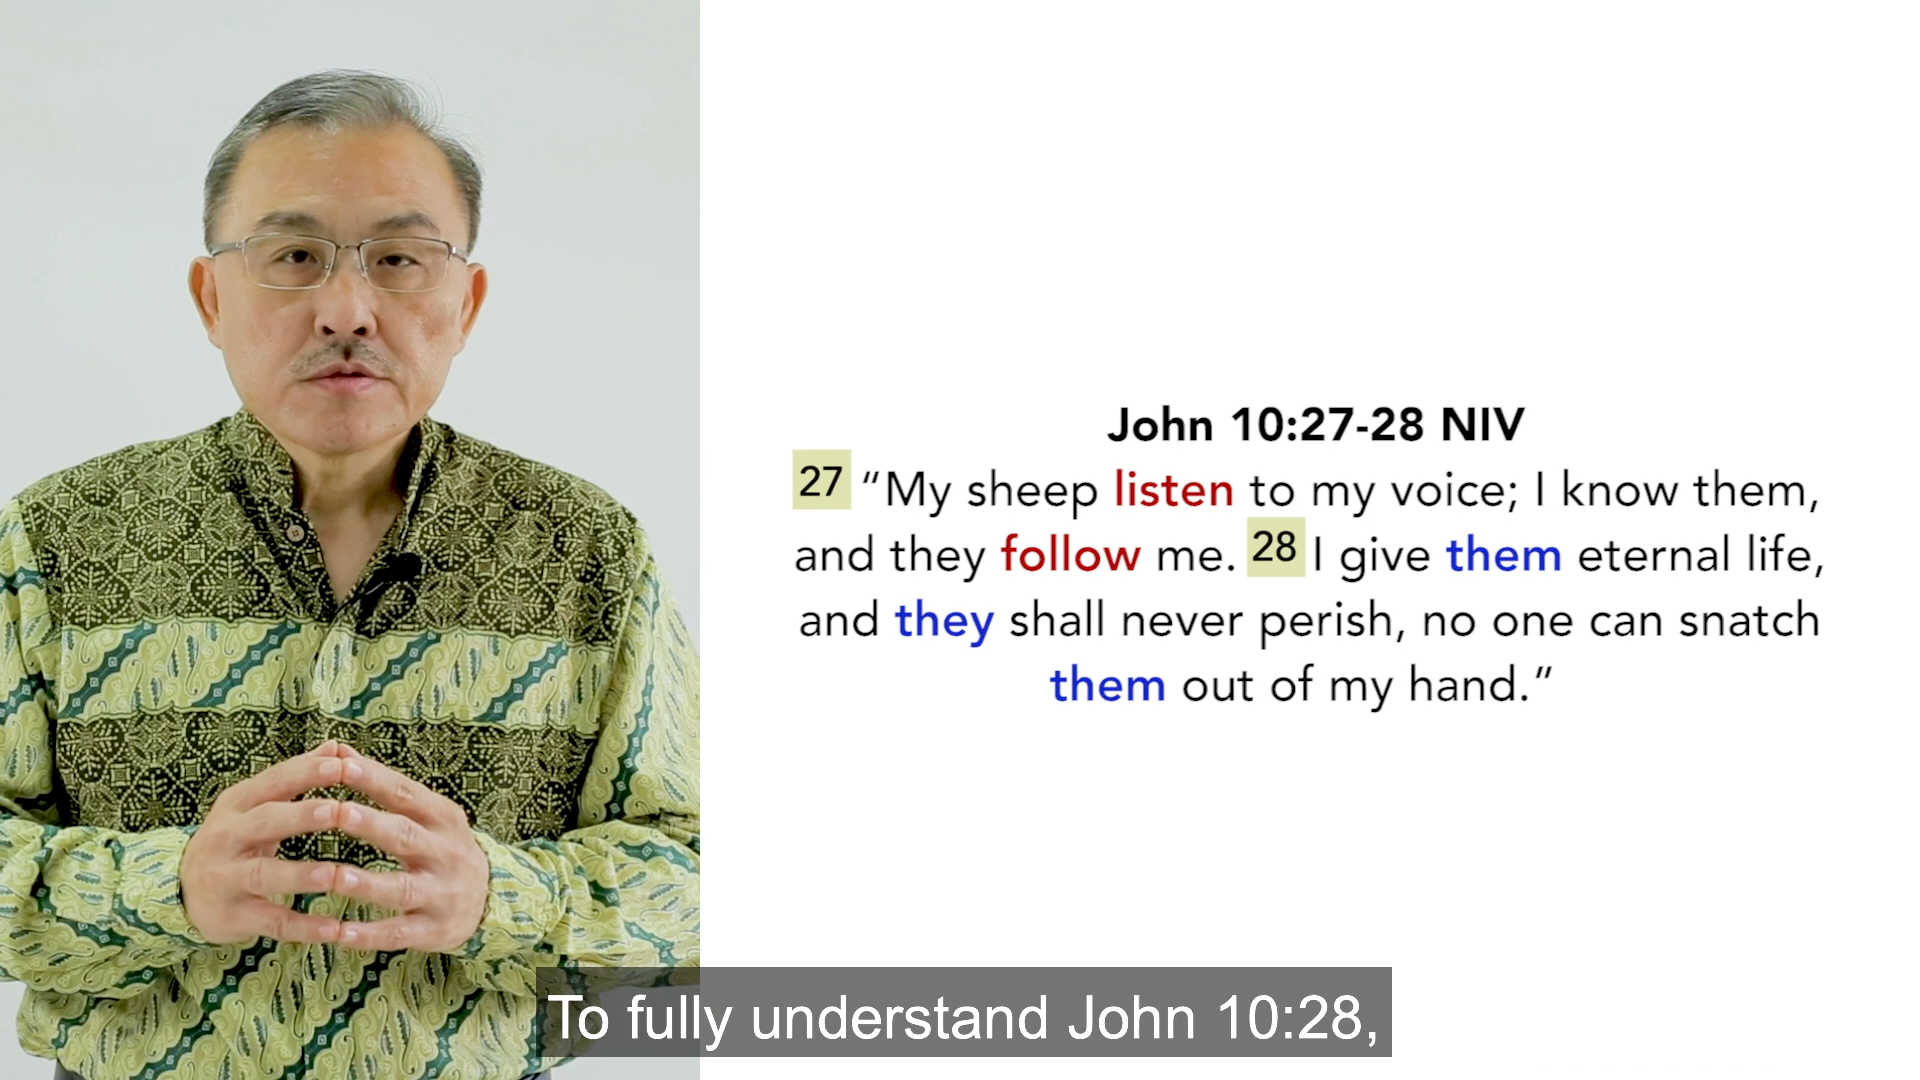 John 10:27-28 NIV
27 “My sheep listen to my voice; I know them,
and they follow me. 28 I give them eternal life,
and they shall never perish, no one can snatch
them out of my hand.”
To fully understand John 10:28,